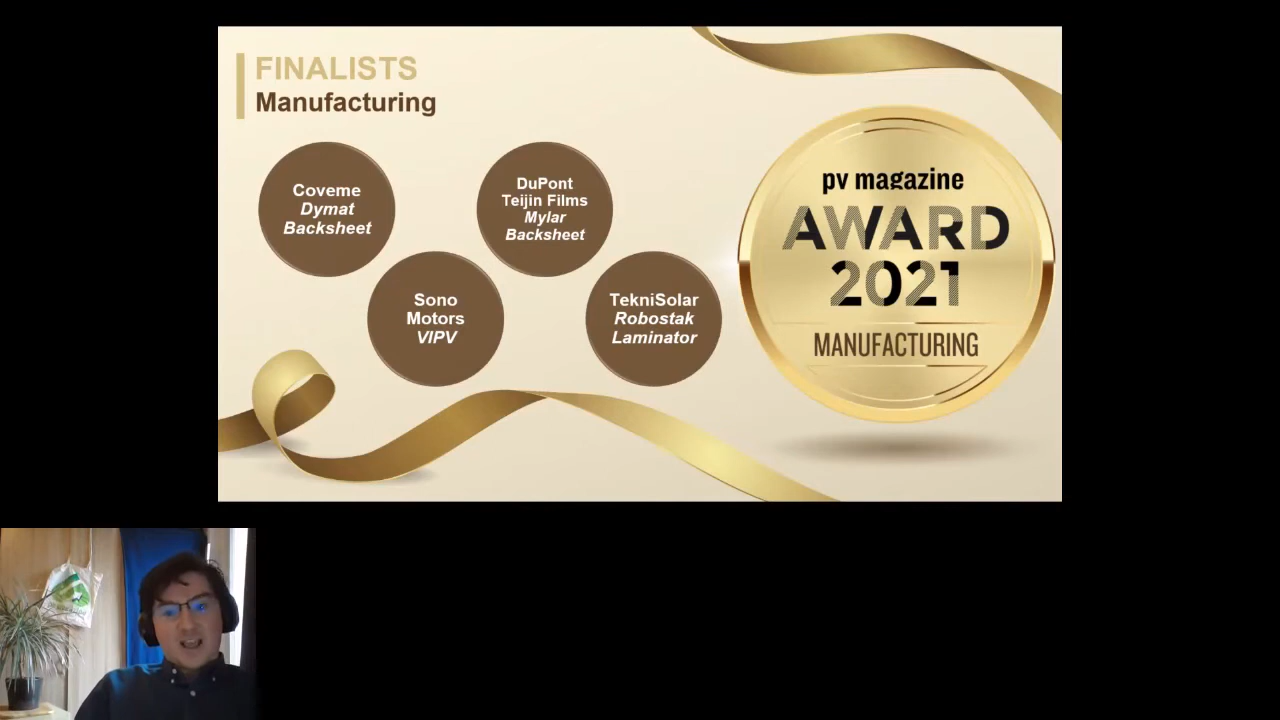 FINALISTS
Manufacturing
Coveme
Dymat
Backsheet
DuPont
Teijin Films
Mylar
Backsheet
Sono
Motors
VIPV
TekniSolar
Robostak
Laminator
pv magazine
AWARD
2021
MANUFACTURING